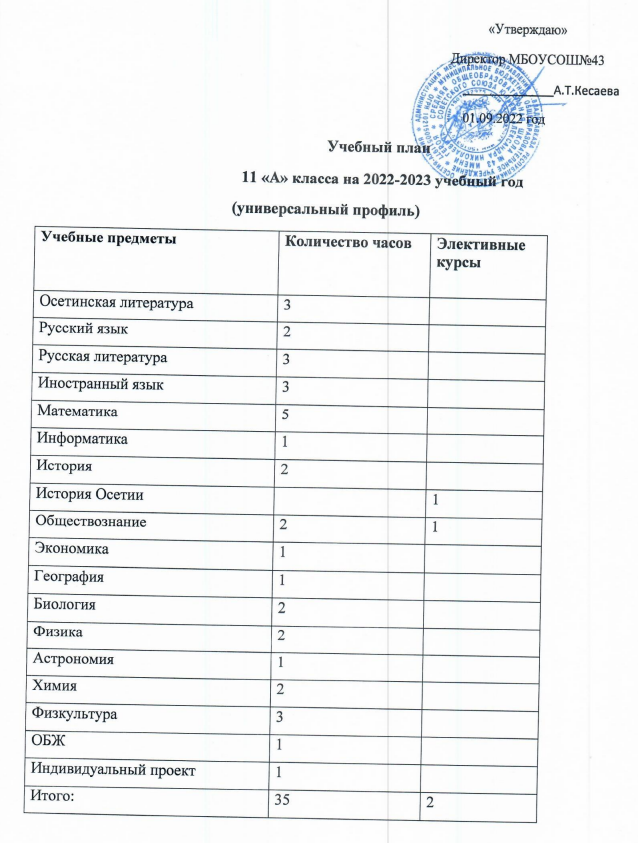 «Утверждаю»
Директор МБОУСОШ№43
А.Т.Кесаева
01.09.2022 год
Учебный план
11 «А» класса на 2022-2023 учебный год
(универсальный профиль)
Учебные предметы Количество часов Элективные
курсы
Осетинская литература 3
Русский язык 2
Русская литература 3
Иностранный язык 3
Математика 5
Информатика 1
История 2
История Осетии 1
Обществознание 2 1
Экономика 1
География 1
Биология 2
Физика 2
Астрономия 1
Химия 2
Физкультура 3
ОБЖ 1
Индивидуальный проект 1
Итого: 35 2